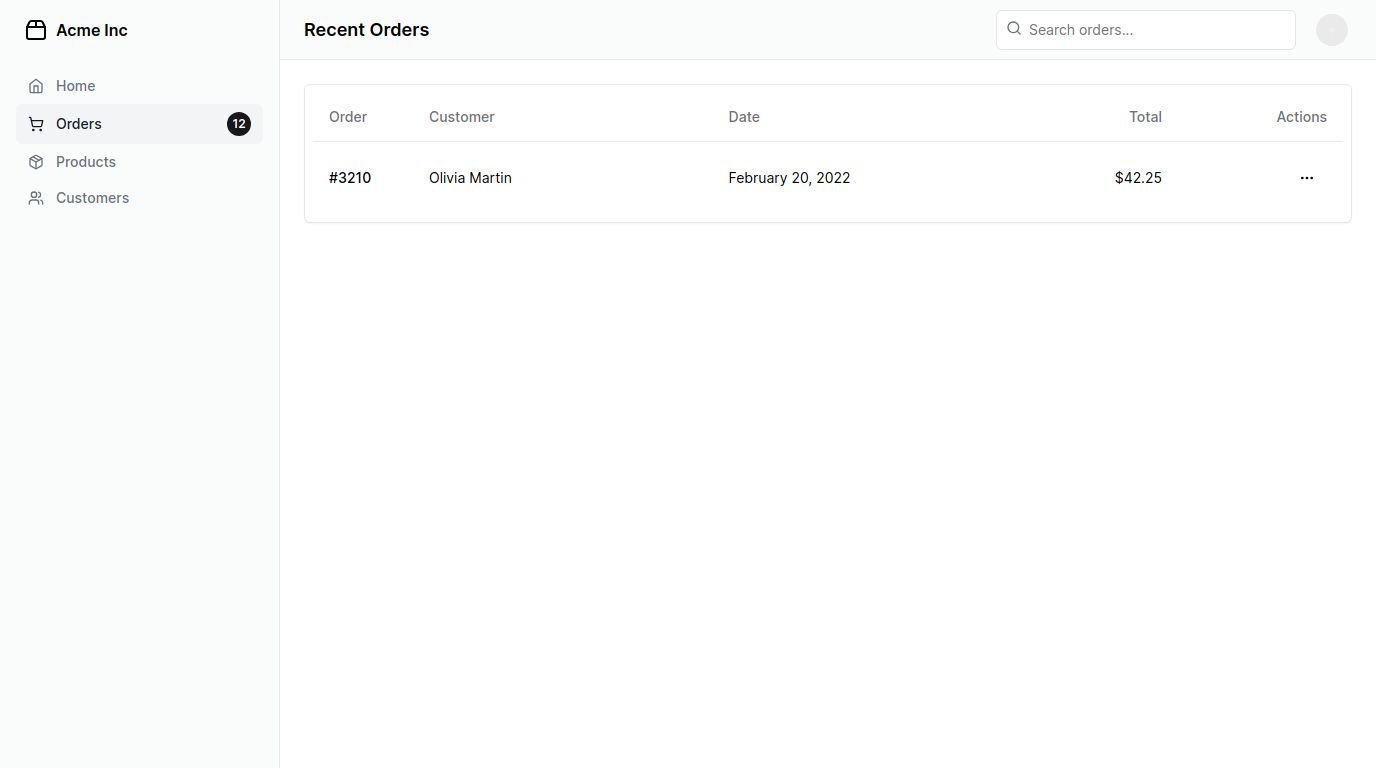 Acme Inc
Recent Orders
Search orders...
Home
Orders 12
Products
Customers
Order Customer Date Total Actions
#3210 Olivia Martin February 20, 2022 $42.25 ...